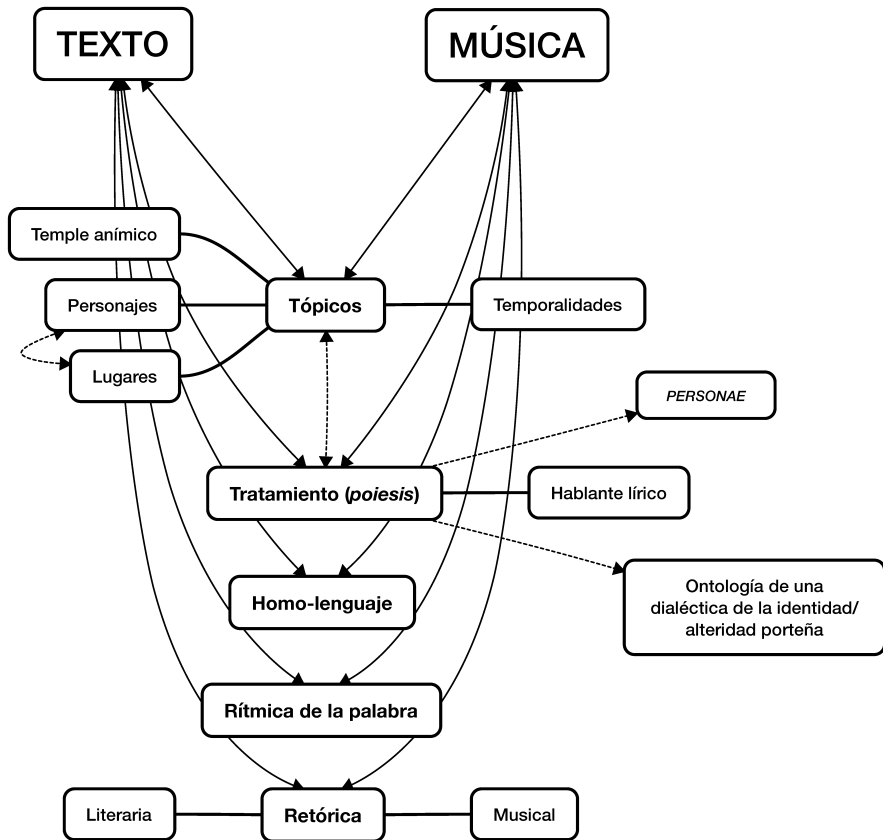 TEXTO
MÚSICA
Temple anímico
Personajes
Tópicos
Temporalidades
Lugares
PERSONAE
Tratamiento (poiesis)
Hablante lírico
Ontología de una
dialéctica de la identidad/
alteridad porteña
Homo-lenguaje
Rítmica de la palabra
Literaria
Retórica
Musical